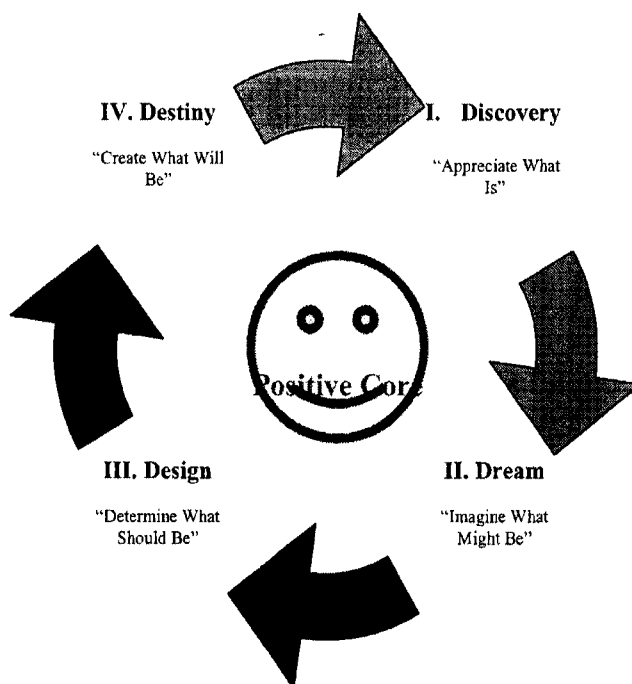 IV. Destiny
I. Discovery
“Create What Will
Be”
“Appreciate What
Is”
Positive Core
III. Design
II. Dream
“Determine What
Should Be”
“Imagine What
Might Be”